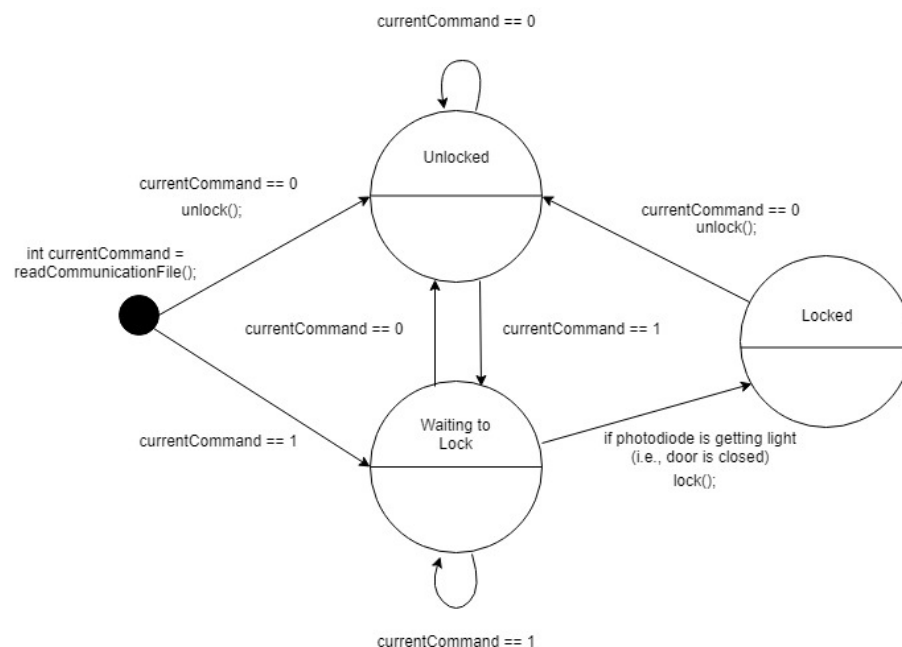 currentCommand == 0
Unlocked
currentCommand == 0
unlock();
currentCommand == 0
unlock();
int currentCommand =
readCommunicationFile();
Locked
currentCommand == 0
currentCommand == 1
Waiting to
Lock
currentCommand == 1
if photodiode is getting light
(i.e., door is closed)
lock();
currentCommand == 1